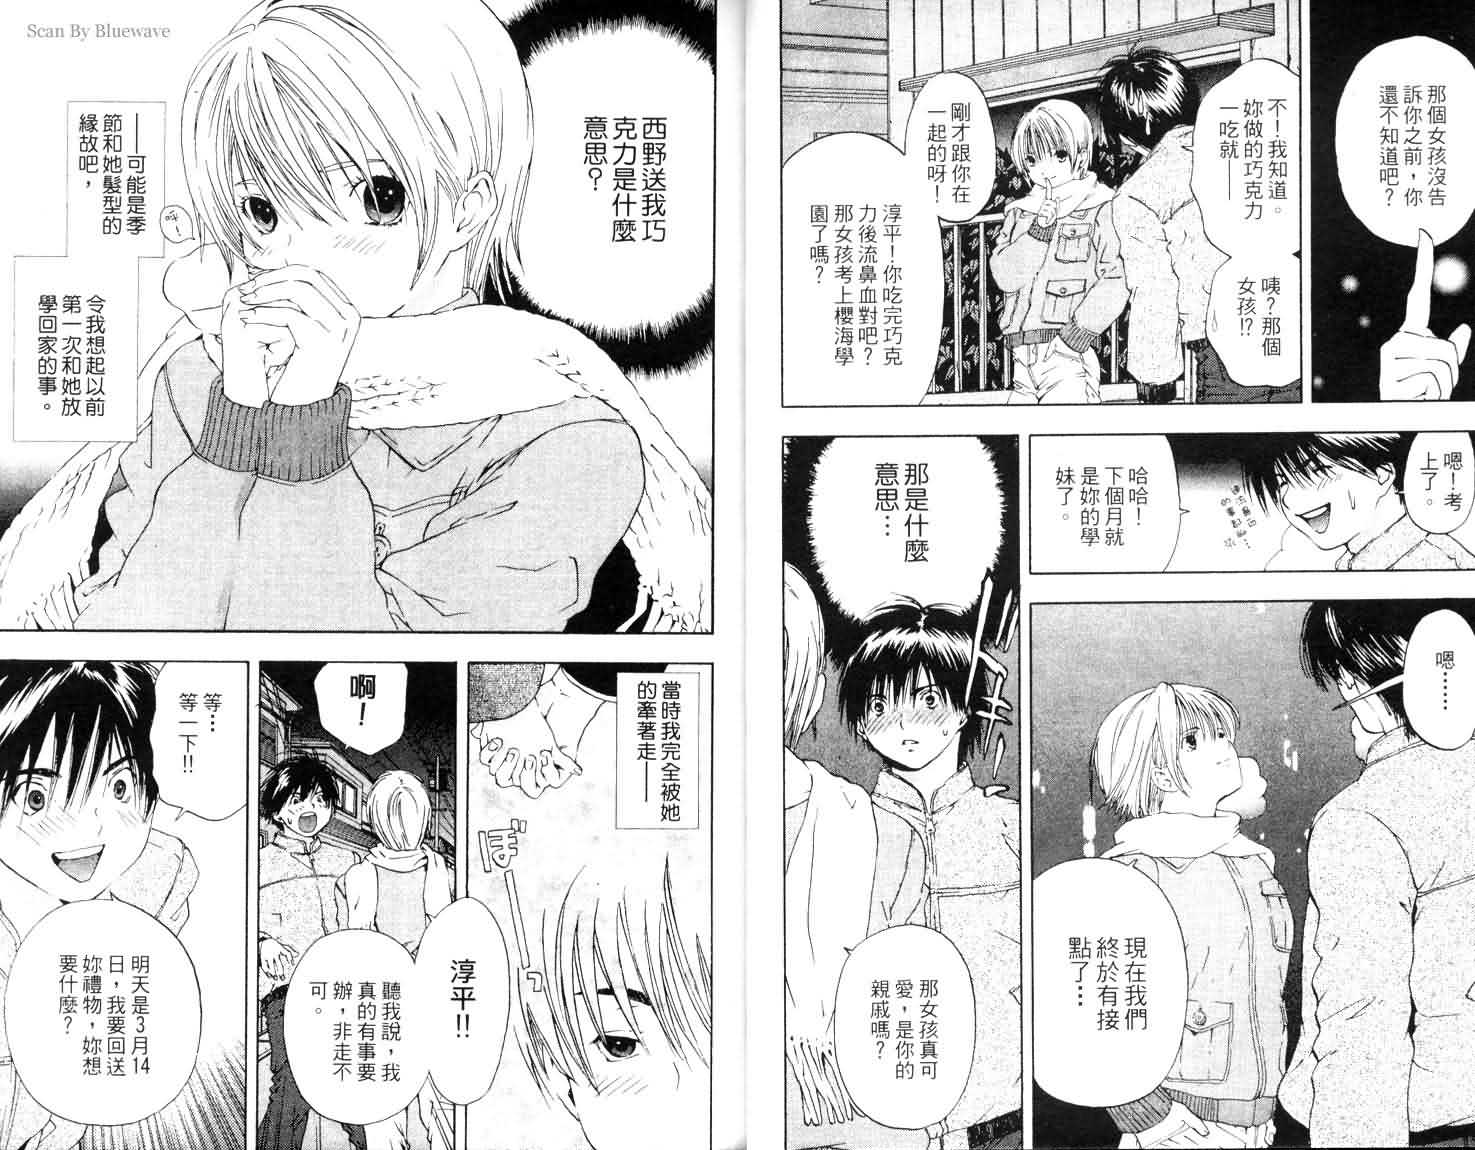 Scan By Bluewave
那個女孩沒告
訴你之前，你
還不知道吧？
不！我知道。
妳做的巧克力
一吃就——
咦？那個
女孩!?
剛才跟你在
一起的呀！
淳平！你吃完巧克
力後流鼻血對吧？
那女孩考上櫻海學
園了嗎？
嗯！考
上了。
哈哈！
下個月就
是妳的學
妹了。
嗯……
現在我們
終於有接
點了…
那是什麼
意思…
那女孩真可
愛，是你的
親戚嗎？
西野送我巧
克力是什麼
意思？
呼～
——可能是季
節和她髮型的
緣故吧，
令我想起以前
第一次和她放
學回家的事。
當時我完全被她
的牽著走——
ぼーっ
淳平!!
啊！
聽我說，我
真的有事要
辦，非走不
可。
等…
等一下!!
明天是3月14
日，我要回送
妳禮物，妳想
要什麼？